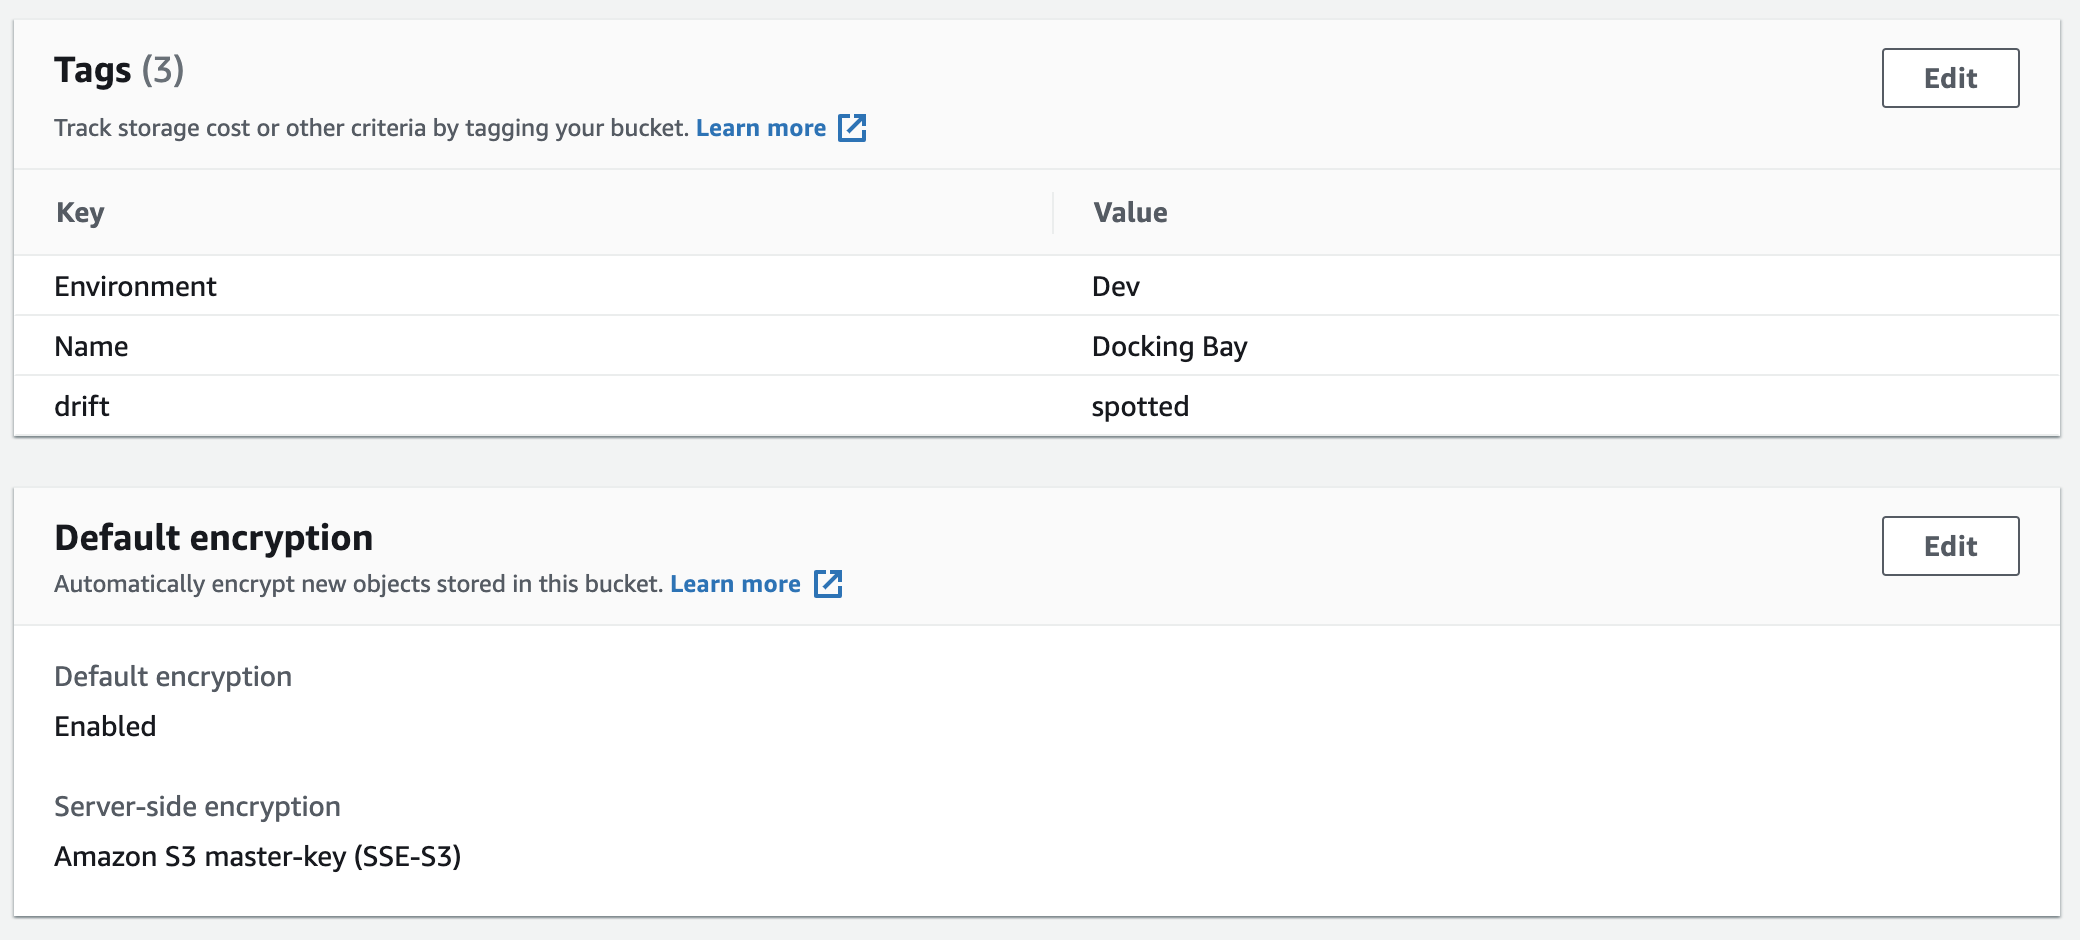 Tags (3)
Edit
Track storage cost or other criteria by tagging your bucket. Learn more
Key Value
Environment Dev
Name Docking Bay
drift spotted
Default encryption
Edit
Automatically encrypt new objects stored in this bucket. Learn more
Default encryption
Enabled
Server-side encryption
Amazon S3 master-key (SSE-S3)